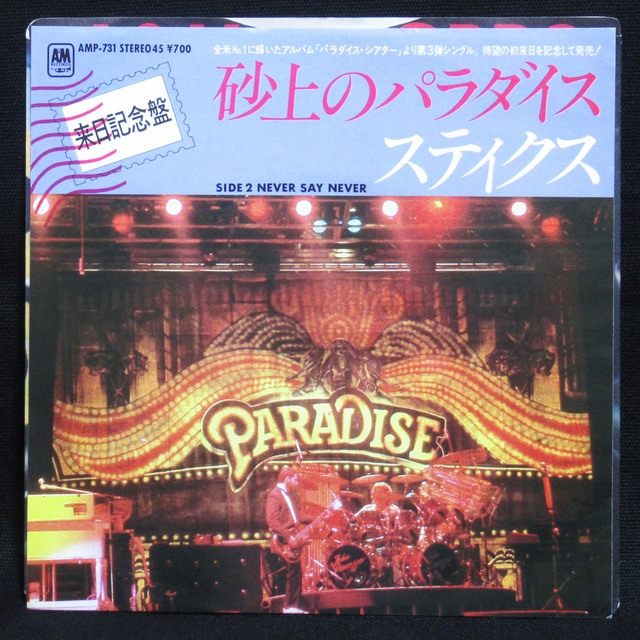 AM
RECORDS
AMP-731 STEREO45 ¥700
全米No.1に輝いたアルバム「パラダイス・シアター」より第3弾シングル。待望の初来日を記念して発売!
砂上のパラダイス
来日記念盤
スティクス
SIDE 2 NEVER SAY NEVER
PARADISE